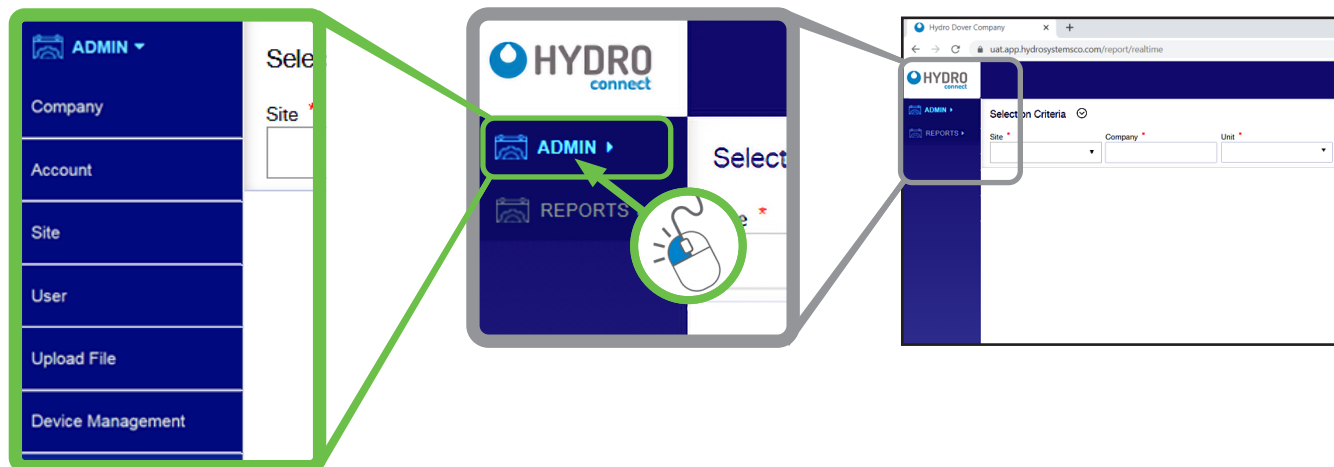 ADMIN
Company
Account
Site
User
Upload File
Device Management
Sele
Site *
HYDRO
connect
ADMIN
REPORTS
Select
e *
Hydro Dover Company × +
uat.app.hydrosystemsco.com/report/realtime
HYDRO
connect
ADMIN
REPORTS
Selection Criteria
Site * Company * Unit *